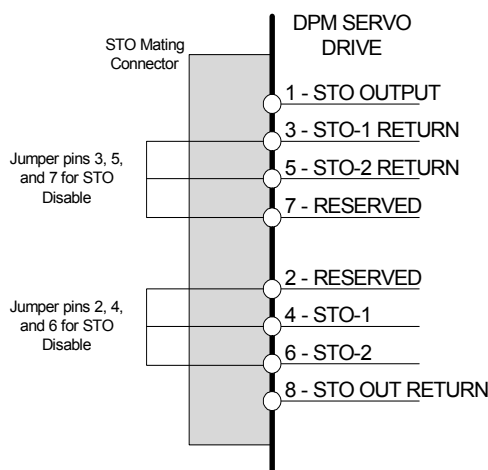 DPM SERVO
DRIVE
STO Mating
Connector
1 - STO OUTPUT
3 - STO-1 RETURN
5 - STO-2 RETURN
7 - RESERVED
Jumper pins 3, 5,
and 7 for STO
Disable
2 - RESERVED
4 - STO-1
6 - STO-2
8 - STO OUT RETURN
Jumper pins 2, 4,
and 6 for STO
Disable